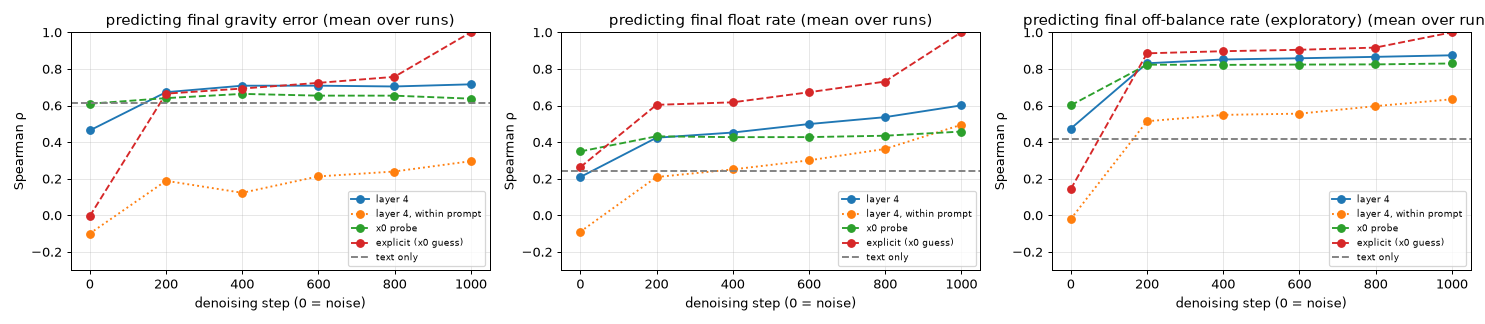 predicting final gravity error (mean over runs)
Spearman ρ
1.0
0.8
0.6
0.4
0.2
0.0
−0.2
layer 4
layer 4, within prompt
x0 probe
explicit (x0 guess)
text only
0 200 400 600 800 1000
denoising step (0 = noise)
predicting final float rate (mean over runs)
Spearman ρ
1.0
0.8
0.6
0.4
0.2
0.0
−0.2
layer 4
layer 4, within prompt
x0 probe
explicit (x0 guess)
text only
0 200 400 600 800 1000
denoising step (0 = noise)
predicting final off-balance rate (exploratory) (mean over run
Spearman ρ
1.0
0.8
0.6
0.4
0.2
0.0
−0.2
layer 4
layer 4, within prompt
x0 probe
explicit (x0 guess)
text only
0 200 400 600 800 1000
denoising step (0 = noise)